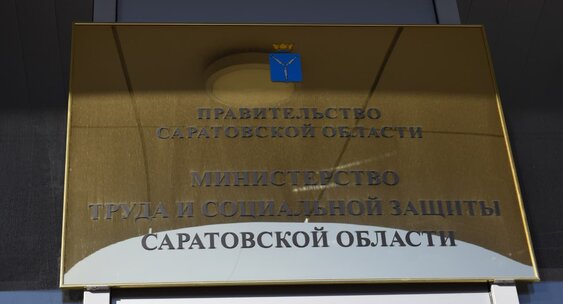 ПРАВИТЕЛЬСТВО
САРАТОВСКОЙ ОБЛАСТИ
МИНИСТЕРСТВО
ТРУДА И СОЦИАЛЬНОЙ ЗАЩИТЫ
САРАТОВСКОЙ ОБЛАСТИ